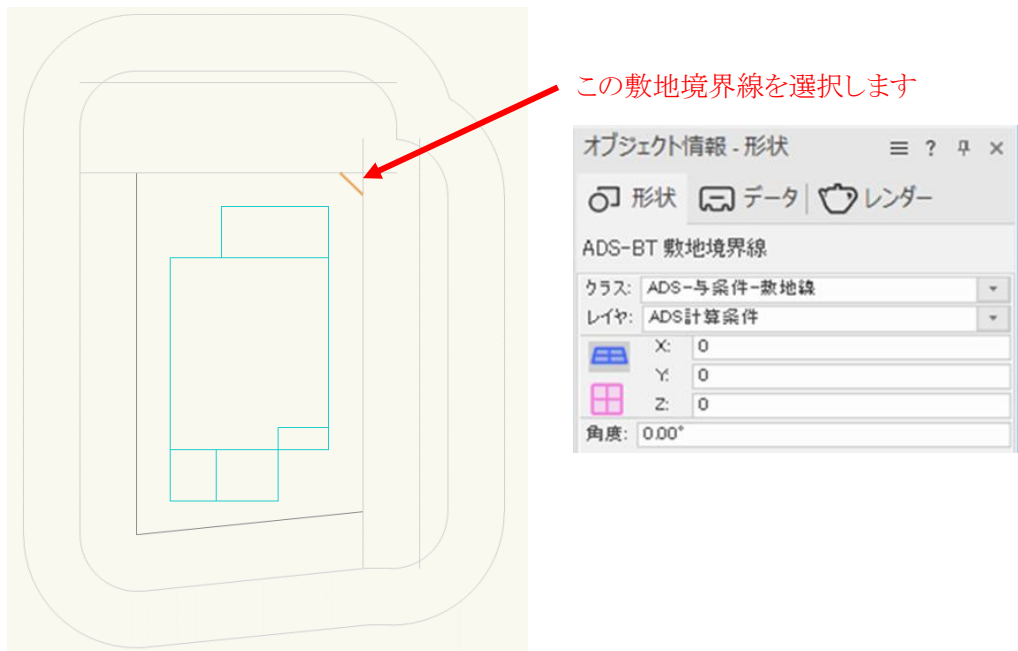 この敷地境界線を選択します
オブジェクト情報 - 形状
?
形状 データ レンダー
ADS-BT 敷地境界線
クラス: ADS-与条件-敷地線
レイヤ: ADS計算条件
X: 0
Y: 0
Z: 0
角度: 0.00°